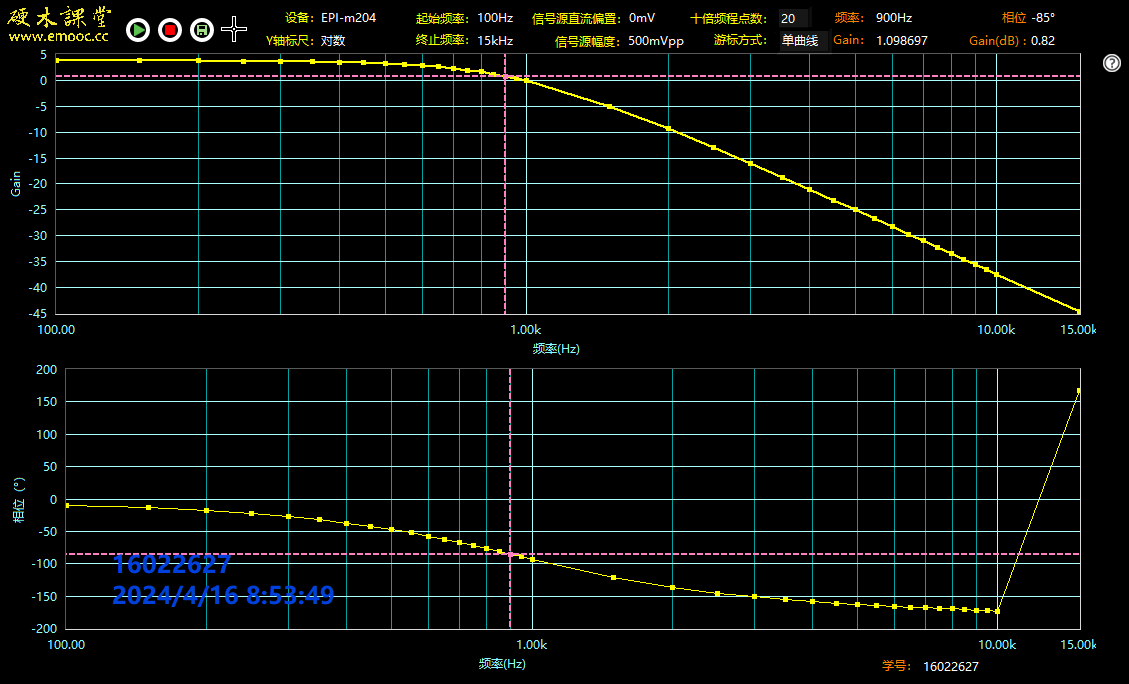 硬木課堂
www.emooc.cc
设备: EPI-m204 起始频率: 100Hz 信号源直流偏置: 0mV 十倍频程点数: 20 频率: 900Hz 相位 -85°
Y轴标尺: 对数 终止频率: 15kHz 信号源幅度: 500mVpp 游标方式: 单曲线 Gain: 1.098697 Gain(dB) : 0.82
5
0
-5
-10
-15
-20
-25
-30
-35
-40
-45
Gain
100.00 1.00k 10.00k 15.00k
频率(Hz)
200
150
100
50
0
-50
-100
-150
-200
相位 (°)
16022627
2024/4/16 8:53:49
100.00 1.00k 10.00k 15.00k
频率(Hz)
学号: 16022627